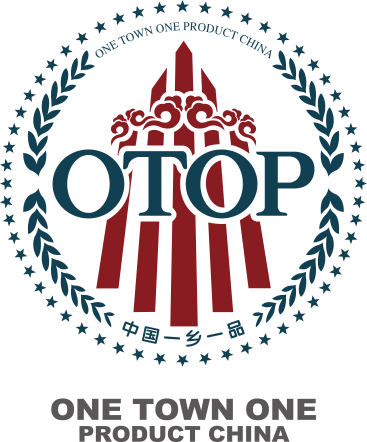 ONE TOWN ONE PRODUCT CHINA
OTOP
中国一乡一品
ONE TOWN ONE
PRODUCT CHINA